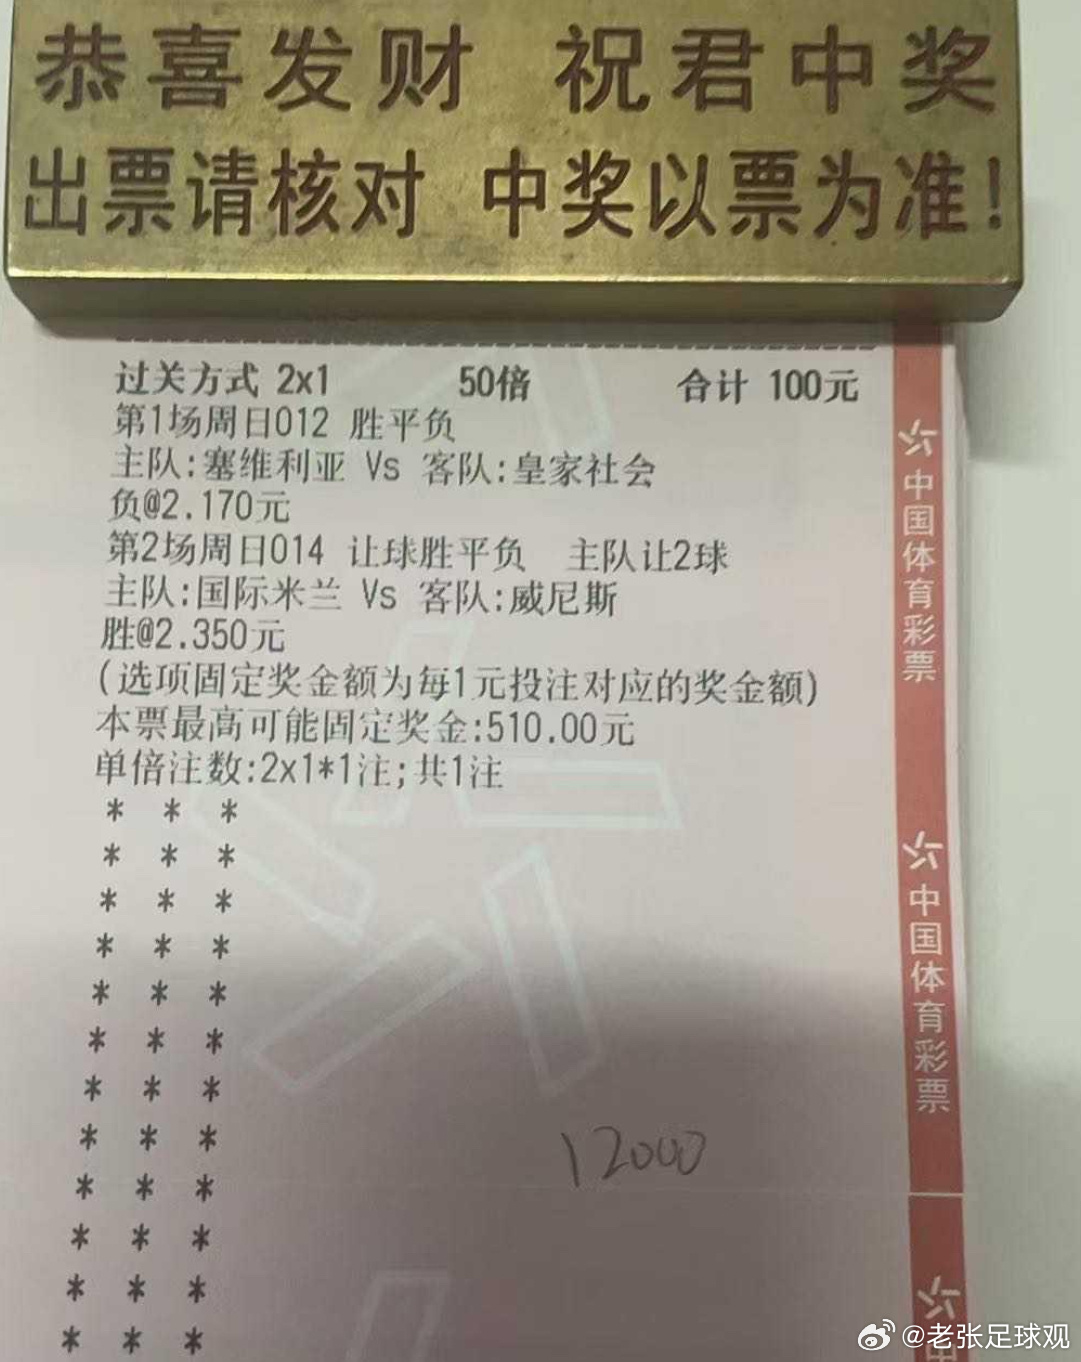 恭喜发财 祝君中奖
出票请核对 中奖以票为准!
过关方式 2x1 50倍 合计 100元
第1场周日012 胜平负
主队:塞维利亚 Vs 客队:皇家社会
负@2.170元
第2场周日014 让球胜平负 主队让2球
主队:国际米兰 Vs 客队:威尼斯
胜@2.350元
(选项固定奖金额为每1元投注对应的奖金额)
本票最高可能固定奖金:510.00元
单倍注数:2x1*1注;共1注
* * *
* * *
* * *
* * *
* * *
* * *
* * *
* * *
* * *
* * *
* * *
* * *
12000
中国体育彩票
中国体育彩票
中
@老张足球观